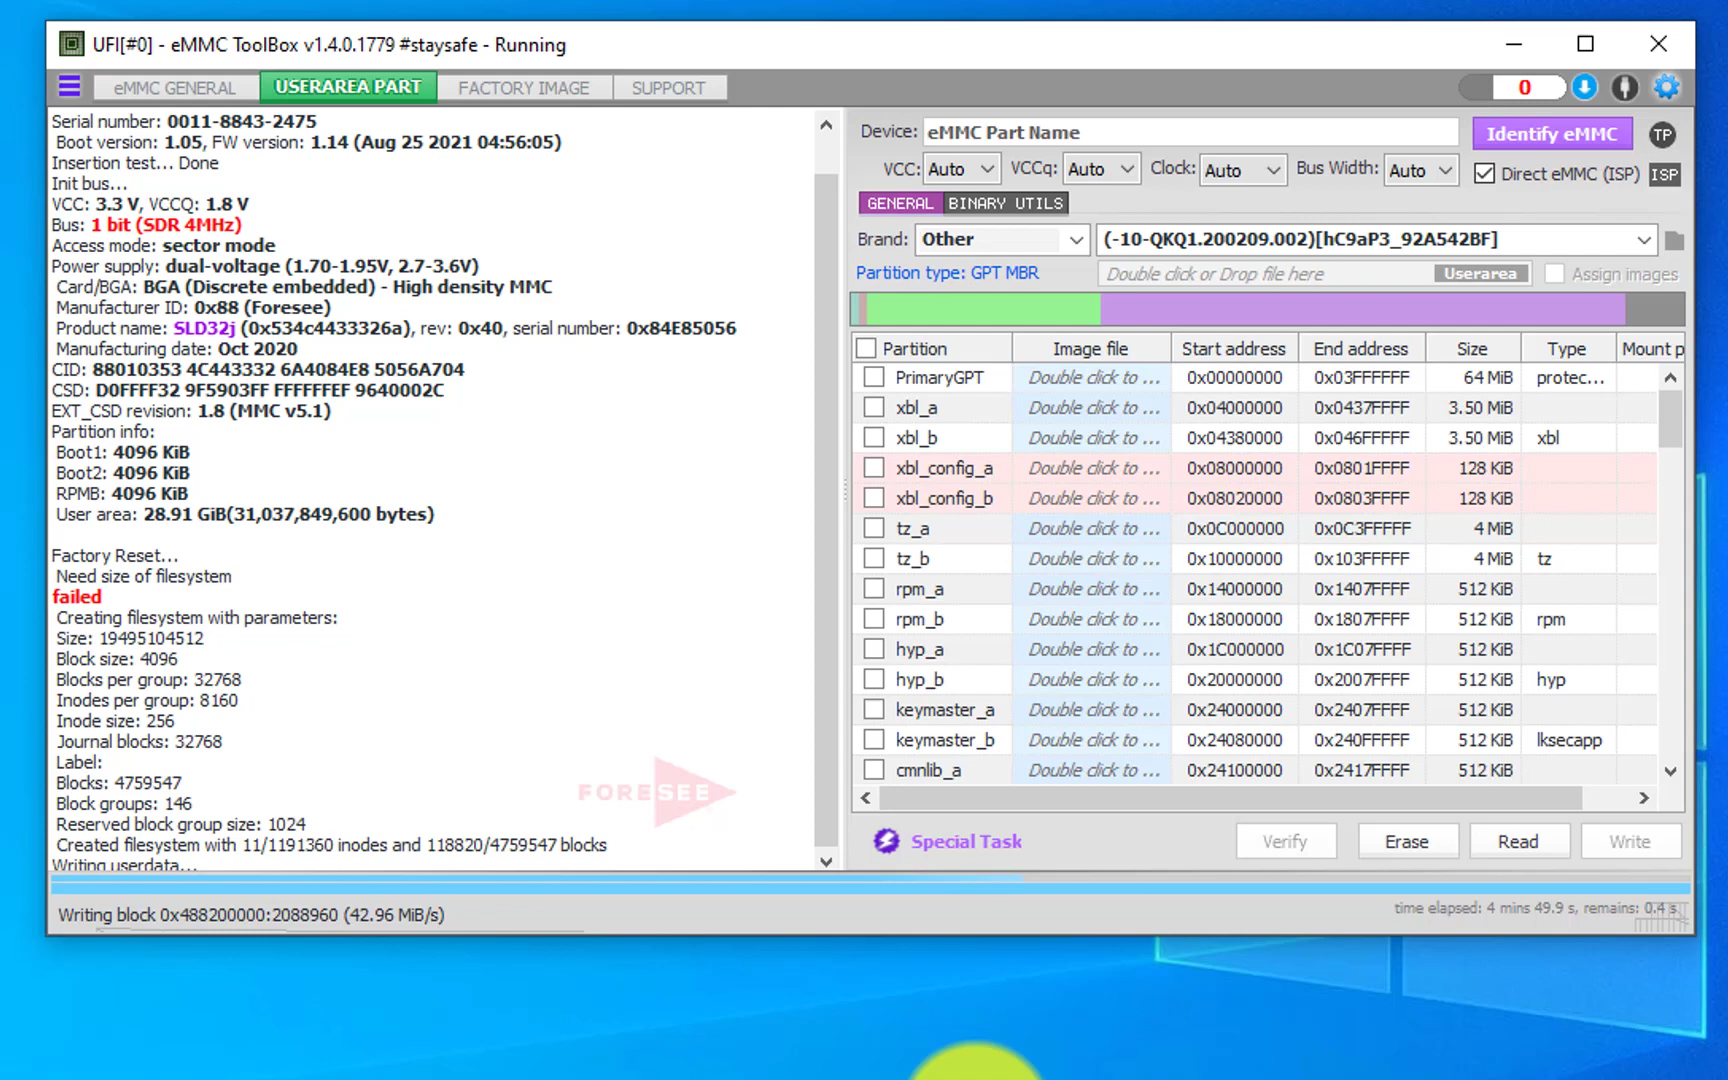 UFI[#0] - eMMC ToolBox v1.4.0.1779 #staysafe - Running
eMMC GENERAL USERAREA PART FACTORY IMAGE SUPPORT 0
Serial number: 0011-8843-2475
Boot version: 1.05, FW version: 1.14 (Aug 25 2021 04:56:05)
Insertion test... Done
Init bus...
VCC: 3.3 V, VCCQ: 1.8 V
Bus: 1 bit (SDR 4MHz)
Access mode: sector mode
Power supply: dual-voltage (1.70-1.95V, 2.7-3.6V)
Card/BGA: BGA (Discrete embedded) - High density MMC
Manufacturer ID: 0x88 (Foresee)
Product name: SLD32j (0x534c4433326a), rev: 0x40, serial number: 0x84E85056
Manufacturing date: Oct 2020
CID: 88010353 4C443332 6A4084E8 5056A704
CSD: D0FFFF32 9F5903FF FFFFFFEF 9640002C
EXT_CSD revision: 1.8 (MMC v5.1)
Partition info:
Boot1: 4096 KiB
Boot2: 4096 KiB
RPMB: 4096 KiB
User area: 28.91 GiB(31,037,849,600 bytes)
Factory Reset...
Need size of filesystem
failed
Creating filesystem with parameters:
Size: 19495104512
Block size: 4096
Blocks per group: 32768
Inodes per group: 8160
Inode size: 256
Journal blocks: 32768
Label:
Blocks: 4759547
Block groups: 146
Reserved block group size: 1024
Created filesystem with 11/1191360 inodes and 118820/4759547 blocks
Writing userdata...
FORESEE
Device: eMMC Part Name Identify eMMC TP
VCC: Auto VCCq: Auto Clock: Auto Bus Width: Auto Direct eMMC (ISP) ISP
GENERAL BINARY UTILS
Brand: Other (-10-QKQ1.200209.002)[hC9aP3_92A542BF]
Partition type: GPT MBR Double click or Drop file here Userarea Assign images
Partition Image file Start address End address Size Type Mount p
PrimaryGPT Double click to ... 0x00000000 0x03FFFFFF 64 MiB protec...
xbl_a Double click to ... 0x04000000 0x0437FFFF 3.50 MiB
xbl_b Double click to ... 0x04380000 0x046FFFFF 3.50 MiB xbl
xbl_config_a Double click to ... 0x08000000 0x0801FFFF 128 KiB
xbl_config_b Double click to ... 0x08020000 0x0803FFFF 128 KiB
tz_a Double click to ... 0x0C000000 0x0C3FFFFF 4 MiB
tz_b Double click to ... 0x10000000 0x103FFFFF 4 MiB tz
rpm_a Double click to ... 0x14000000 0x1407FFFF 512 KiB
rpm_b Double click to ... 0x18000000 0x1807FFFF 512 KiB rpm
hyp_a Double click to ... 0x1C000000 0x1C07FFFF 512 KiB
hyp_b Double click to ... 0x20000000 0x2007FFFF 512 KiB hyp
keymaster_a Double click to ... 0x24000000 0x2407FFFF 512 KiB
keymaster_b Double click to ... 0x24080000 0x240FFFFF 512 KiB lksecapp
cmnlib_a Double click to ... 0x24100000 0x2417FFFF 512 KiB
Special Task Verify Erase Read Write
Writing block 0x488200000:2088960 (42.96 MiB/s)
time elapsed: 4 mins 49.9 s, remains: 0.4 s